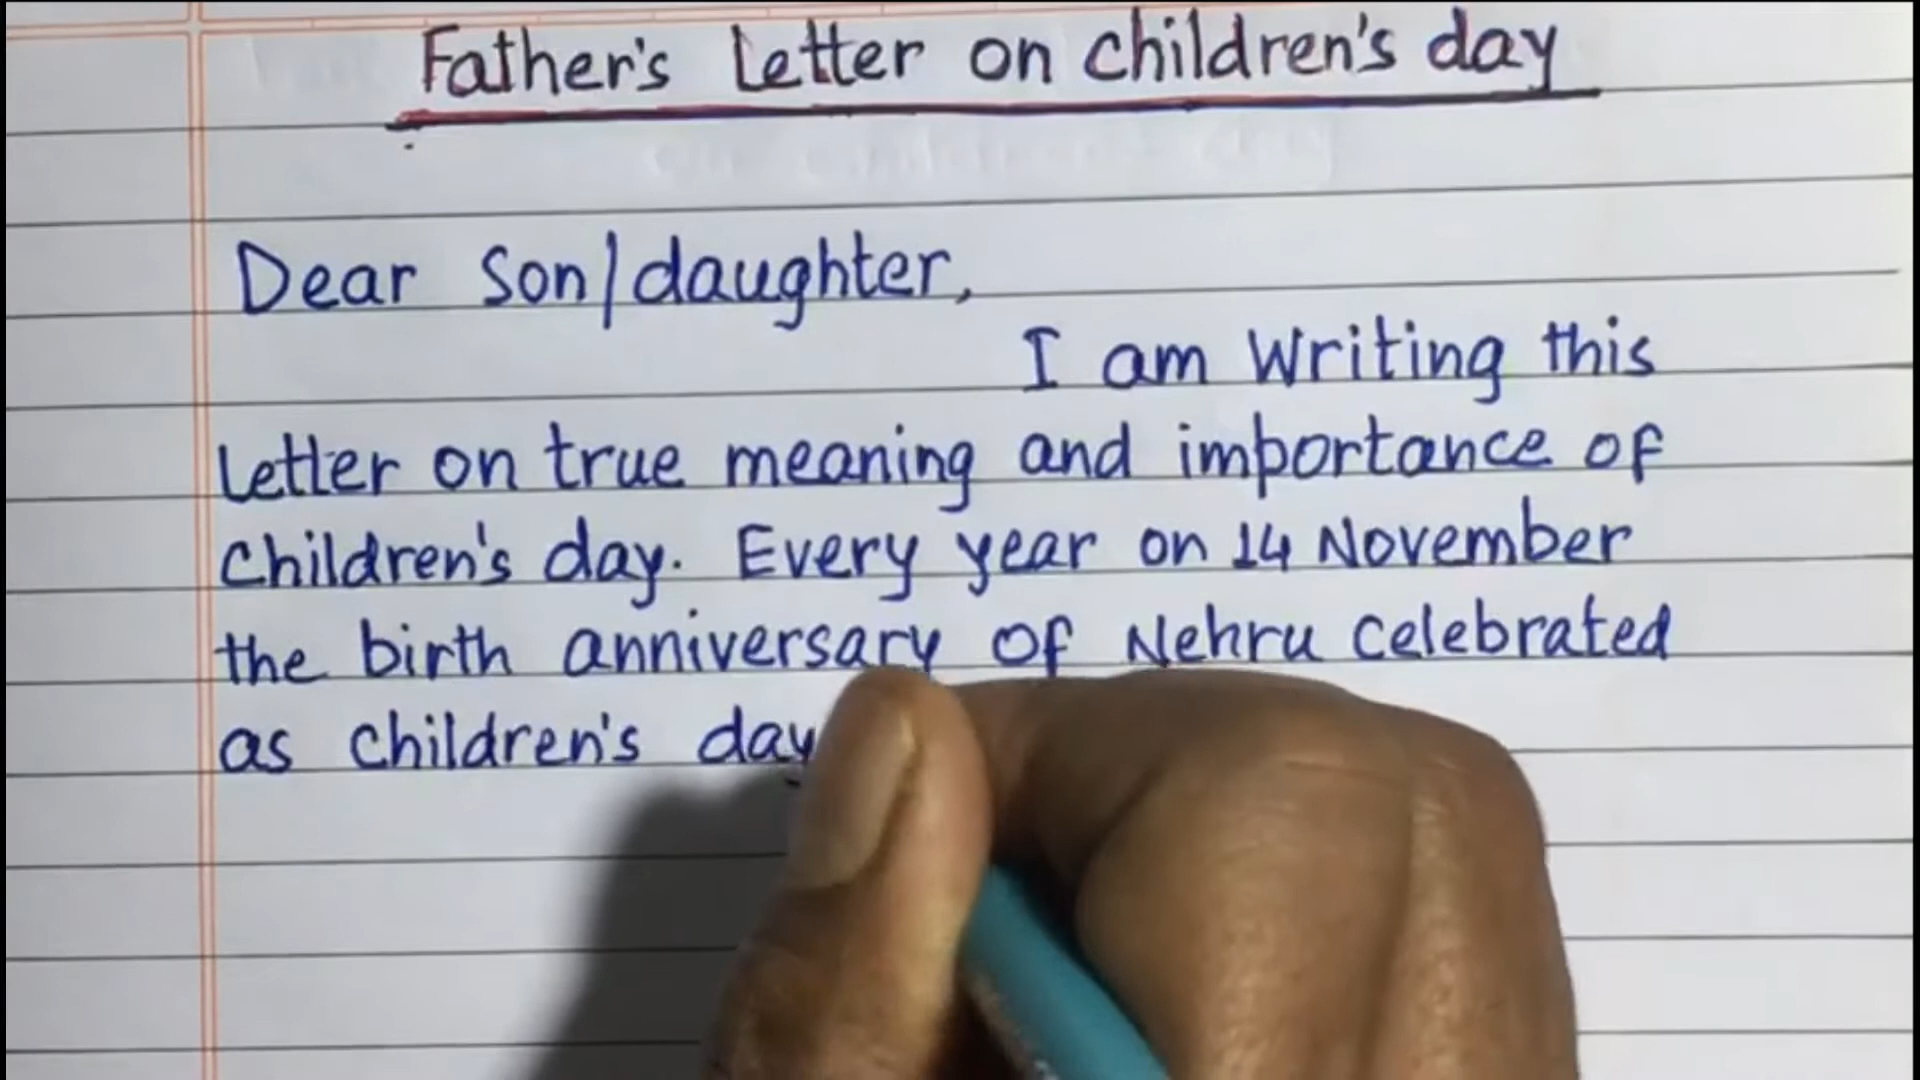 Father's Letter on children's day
Dear Son/daughter,
I am Writing this
Letter on true meaning and importance of
Children's day. Every year on 14 November
the birth anniversary of Nehru Celebrated
as Children's day